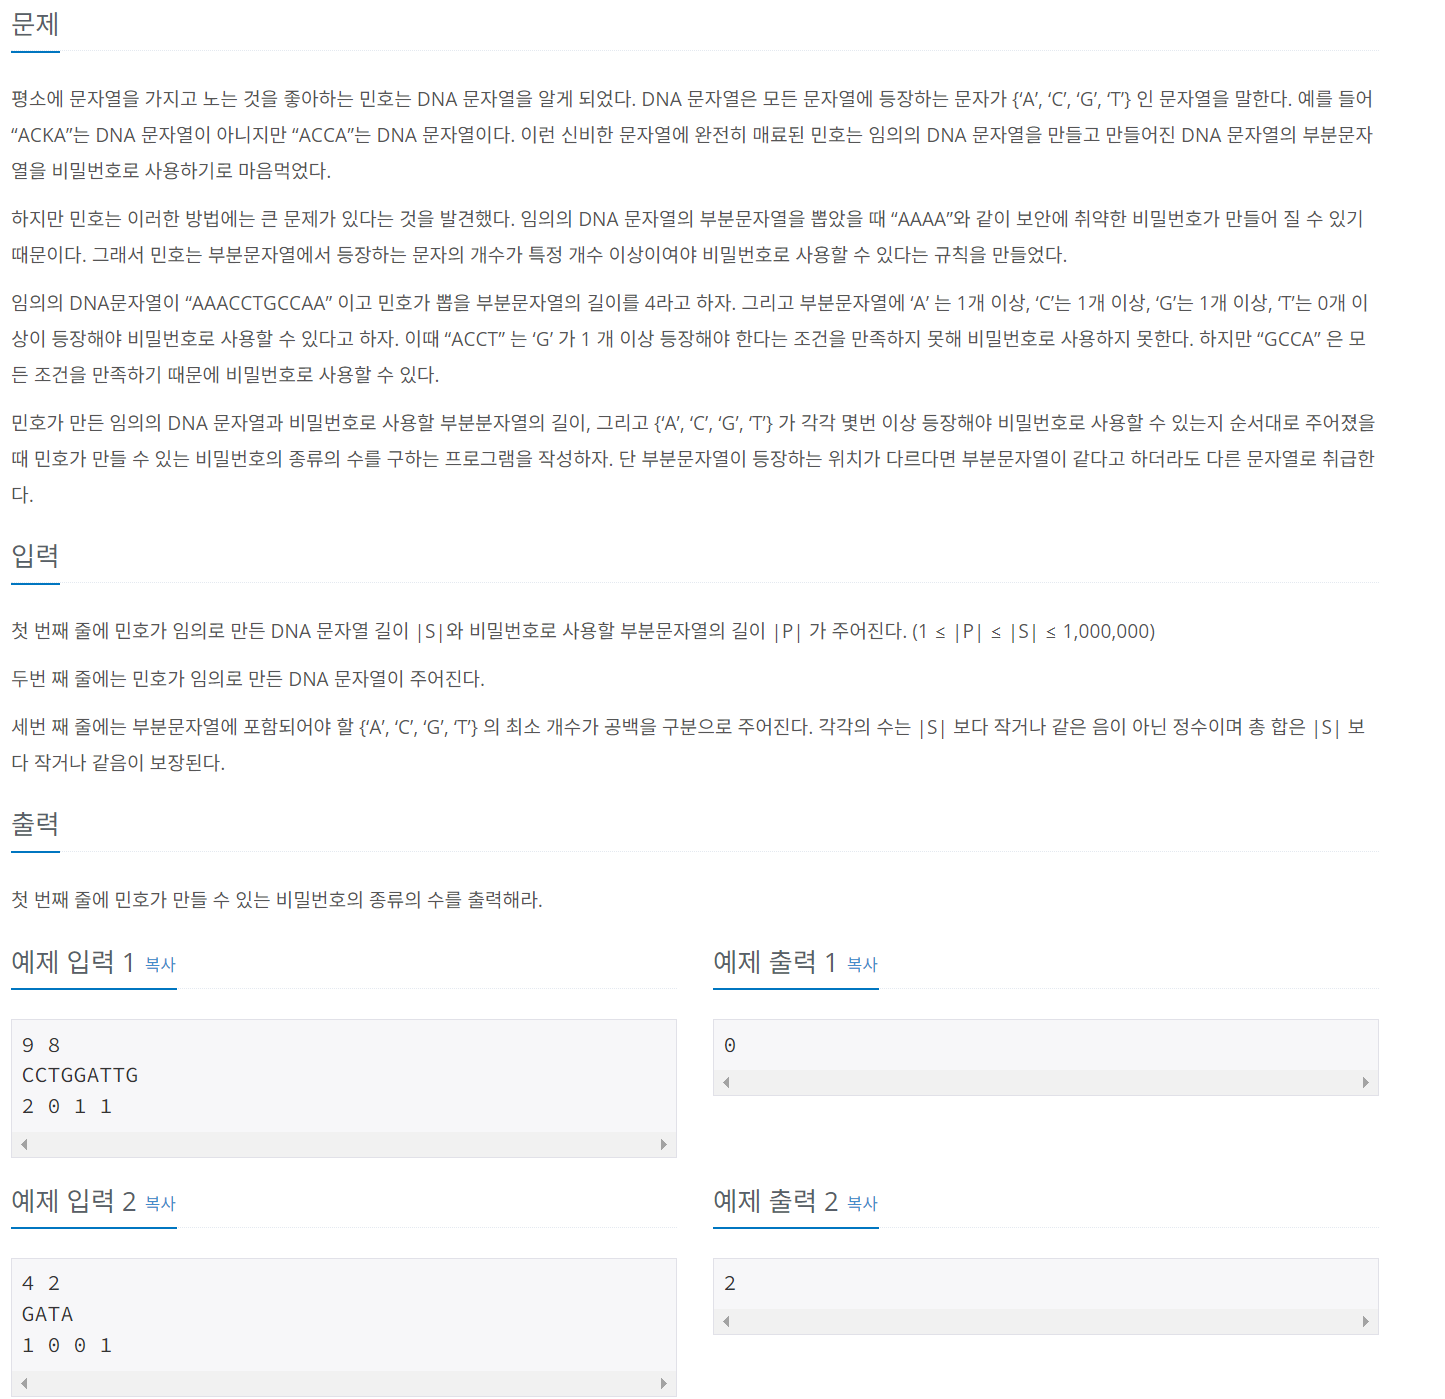 문제
평소에 문자열을 가지고 노는 것을 좋아하는 민호는 DNA 문자열을 알게 되었다. DNA 문자열은 모든 문자열에 등장하는 문자가 {‘A’, ‘C’, ‘G’, ‘T’} 인 문자열을 말한다. 예를 들어
“ACKA”는 DNA 문자열이 아니지만 “ACCA”는 DNA 문자열이다. 이런 신비한 문자열에 완전히 매료된 민호는 임의의 DNA 문자열을 만들고 만들어진 DNA 문자열의 부분문자
열을 비밀번호로 사용하기로 마음먹었다.
하지만 민호는 이러한 방법에는 큰 문제가 있다는 것을 발견했다. 임의의 DNA 문자열의 부분문자열을 뽑았을 때 “AAAA”와 같이 보안에 취약한 비밀번호가 만들어 질 수 있기
때문이다. 그래서 민호는 부분문자열에서 등장하는 문자의 개수가 특정 개수 이상이여야 비밀번호로 사용할 수 있다는 규칙을 만들었다.
임의의 DNA문자열이 “AAACCTGCCAA” 이고 민호가 뽑을 부분문자열의 길이를 4라고 하자. 그리고 부분문자열에 ‘A’ 는 1개 이상, ‘C’는 1개 이상, ‘G’는 1개 이상, ‘T’는 0개 이
상이 등장해야 비밀번호로 사용할 수 있다고 하자. 이때 “ACCT” 는 ‘G’ 가 1 개 이상 등장해야 한다는 조건을 만족하지 못해 비밀번호로 사용하지 못한다. 하지만 “GCCA” 은 모
든 조건을 만족하기 때문에 비밀번호로 사용할 수 있다.
민호가 만든 임의의 DNA 문자열과 비밀번호로 사용할 부분분자열의 길이, 그리고 {‘A’, ‘C’, ‘G’, ‘T’} 가 각각 몇번 이상 등장해야 비밀번호로 사용할 수 있는지 순서대로 주어졌을
때 민호가 만들 수 있는 비밀번호의 종류의 수를 구하는 프로그램을 작성하자. 단 부분문자열이 등장하는 위치가 다르다면 부분문자열이 같다고 하더라도 다른 문자열로 취급한
다.
입력
첫 번째 줄에 민호가 임의로 만든 DNA 문자열 길이 |S|와 비밀번호로 사용할 부분문자열의 길이 |P| 가 주어진다. (1 ≤ |P| ≤ |S| ≤ 1,000,000)
두번 째 줄에는 민호가 임의로 만든 DNA 문자열이 주어진다.
세번 째 줄에는 부분문자열에 포함되어야 할 {‘A’, ‘C’, ‘G’, ‘T’} 의 최소 개수가 공백을 구분으로 주어진다. 각각의 수는 |S| 보다 작거나 같은 음이 아닌 정수이며 총 합은 |S| 보
다 작거나 같음이 보장된다.
출력
첫 번째 줄에 민호가 만들 수 있는 비밀번호의 종류의 수를 출력해라.
예제 입력 1 복사
9 8
CCTGGATTG
2 0 1 1
예제 출력 1 복사
0
예제 입력 2 복사
4 2
GATA
1 0 0 1
예제 출력 2 복사
2